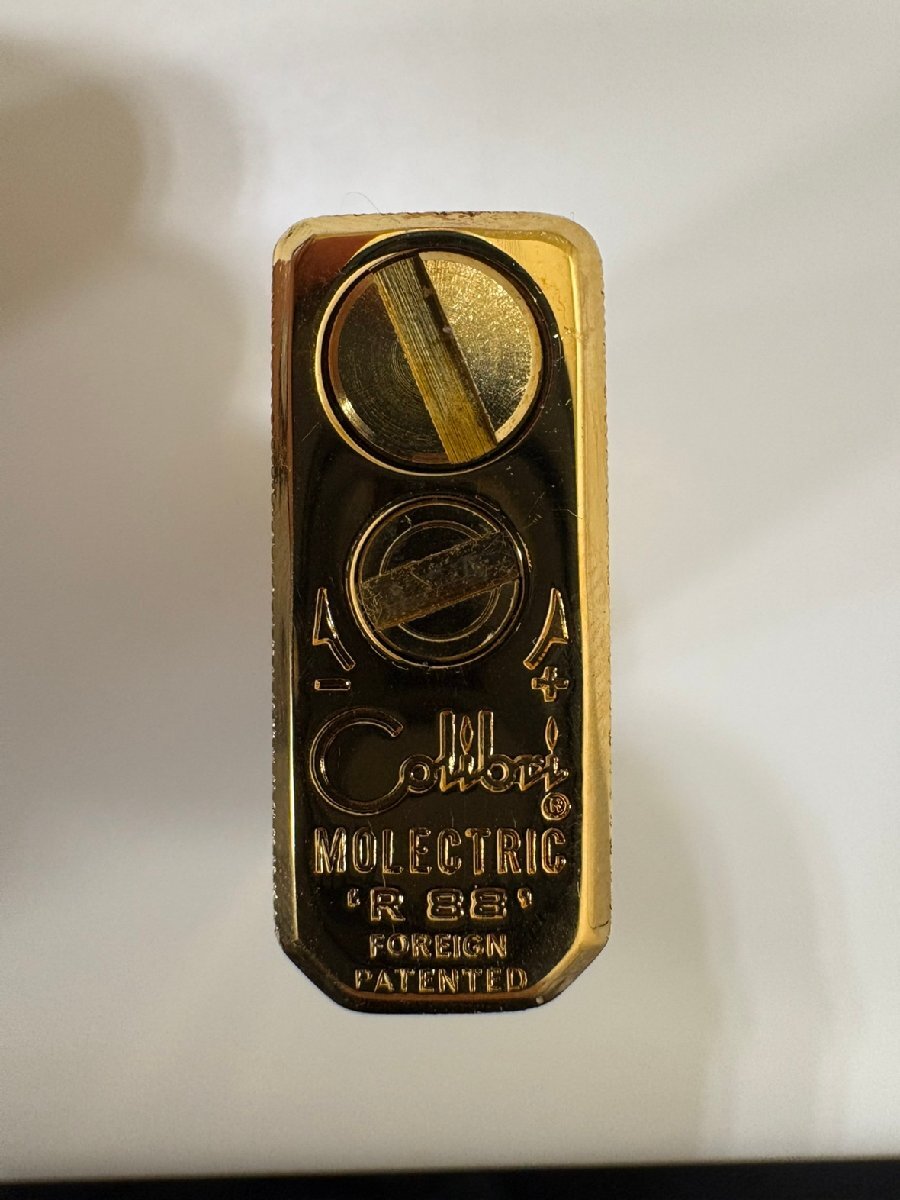 - +
Colibri®
MOLECTRIC
'R 88'
FOREIGN
PATENTED